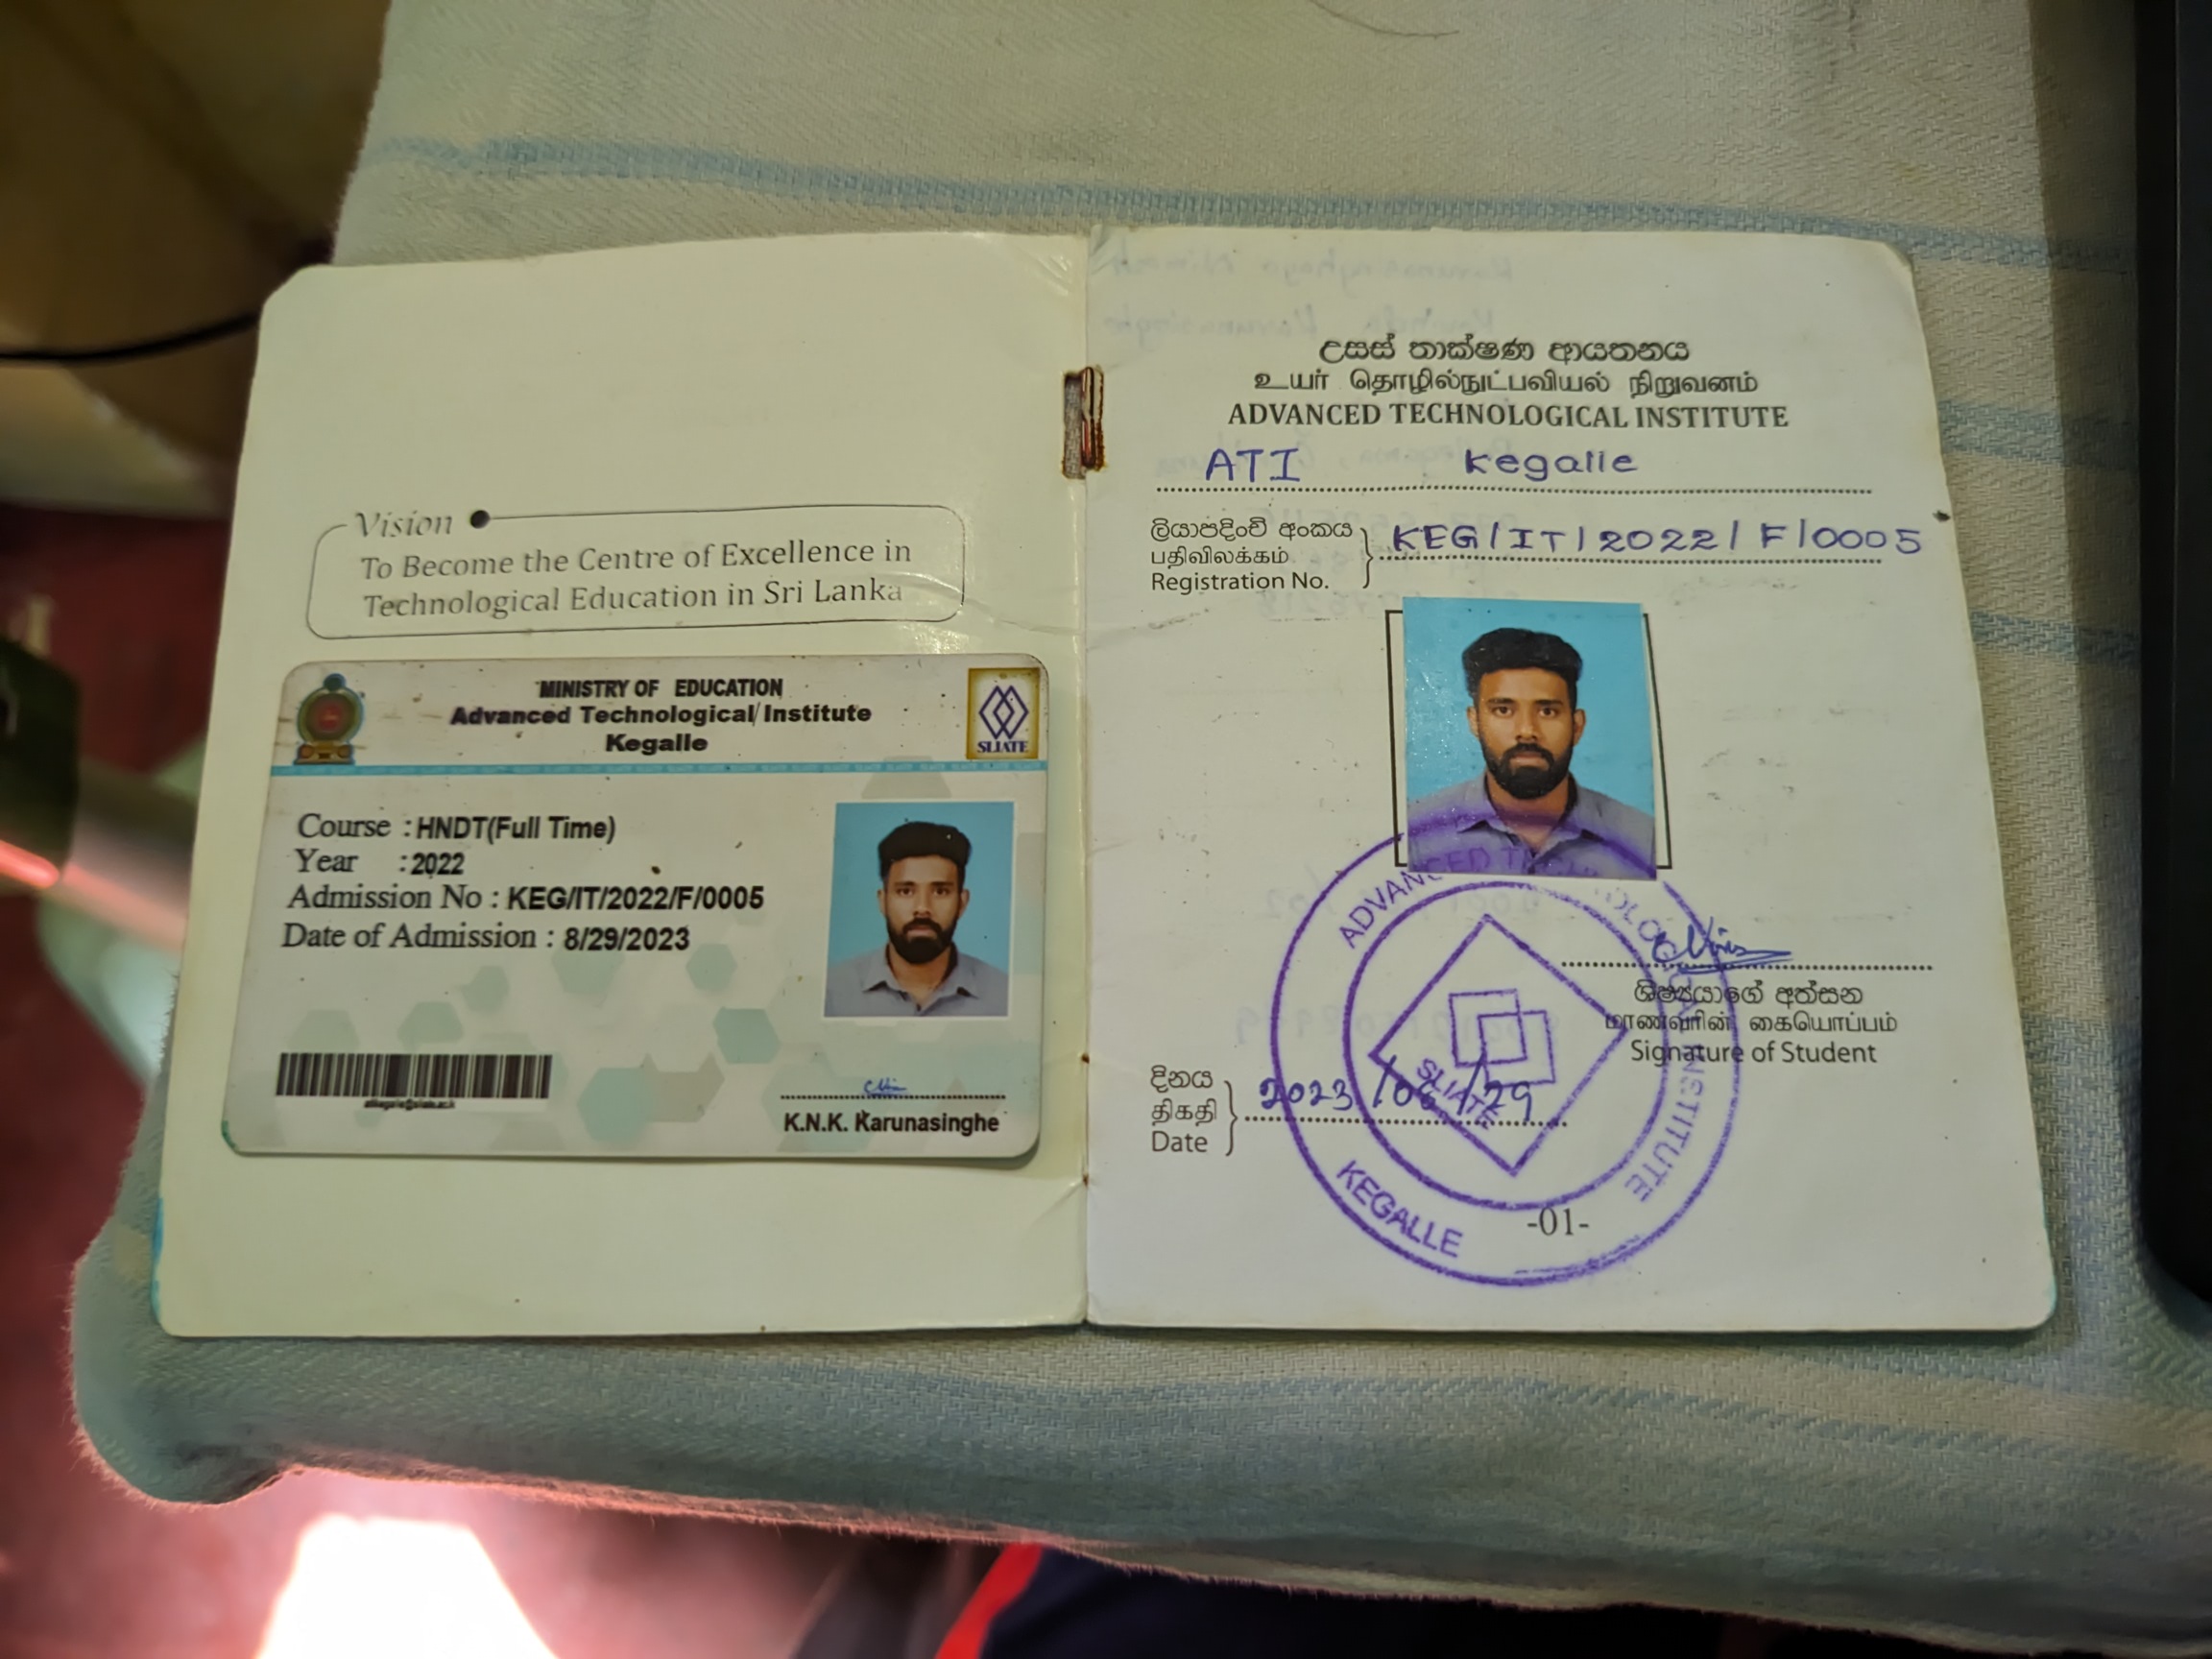 Vision
To Become the Centre of Excellence in
Technological Education in Sri Lanka
MINISTRY OF EDUCATION
Advanced Technological Institute
Kegalle
SLIATE
Course : HNDT(Full Time)
Year : 2022
Admission No : KEG/IT/2022/F/0005
Date of Admission : 8/29/2023
K.N.K. Karunasinghe
උසස් තාක්ෂණ ආයතනය
உயர் தொழில்நுட்பவியல் நிறுவனம்
ADVANCED TECHNOLOGICAL INSTITUTE
ATI Kegalle
ලියාපදිංචි අංකය
பதிவிலக்கம்
Registration No.
KEG/IT/2022/F/0005
ශිෂ්‍යයාගේ අත්සන
மாணவரின் கையொப்பம்
Signature of Student
දිනය
திகதி
Date
2023/06/29
ADVANCED TECHNOLOGICAL INSTITUTE
SLIATE
KEGALLE
-01-